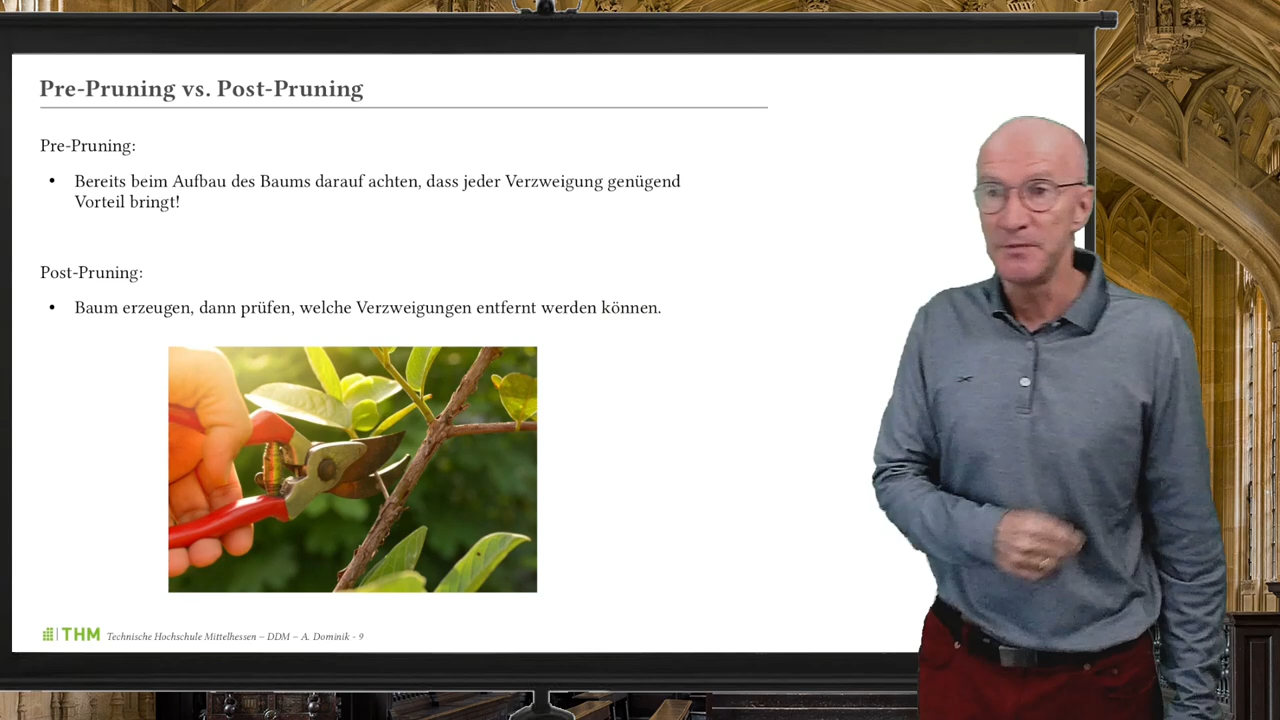 Pre-Pruning vs. Post-Pruning
Pre-Pruning:
• Bereits beim Aufbau des Baums darauf achten, dass jeder Verzweigung genügend
Vorteil bringt!
Post-Pruning:
• Baum erzeugen, dann prüfen, welche Verzweigungen entfernt werden können.
THM Technische Hochschule Mittelhessen – DDM – A. Dominik - 9